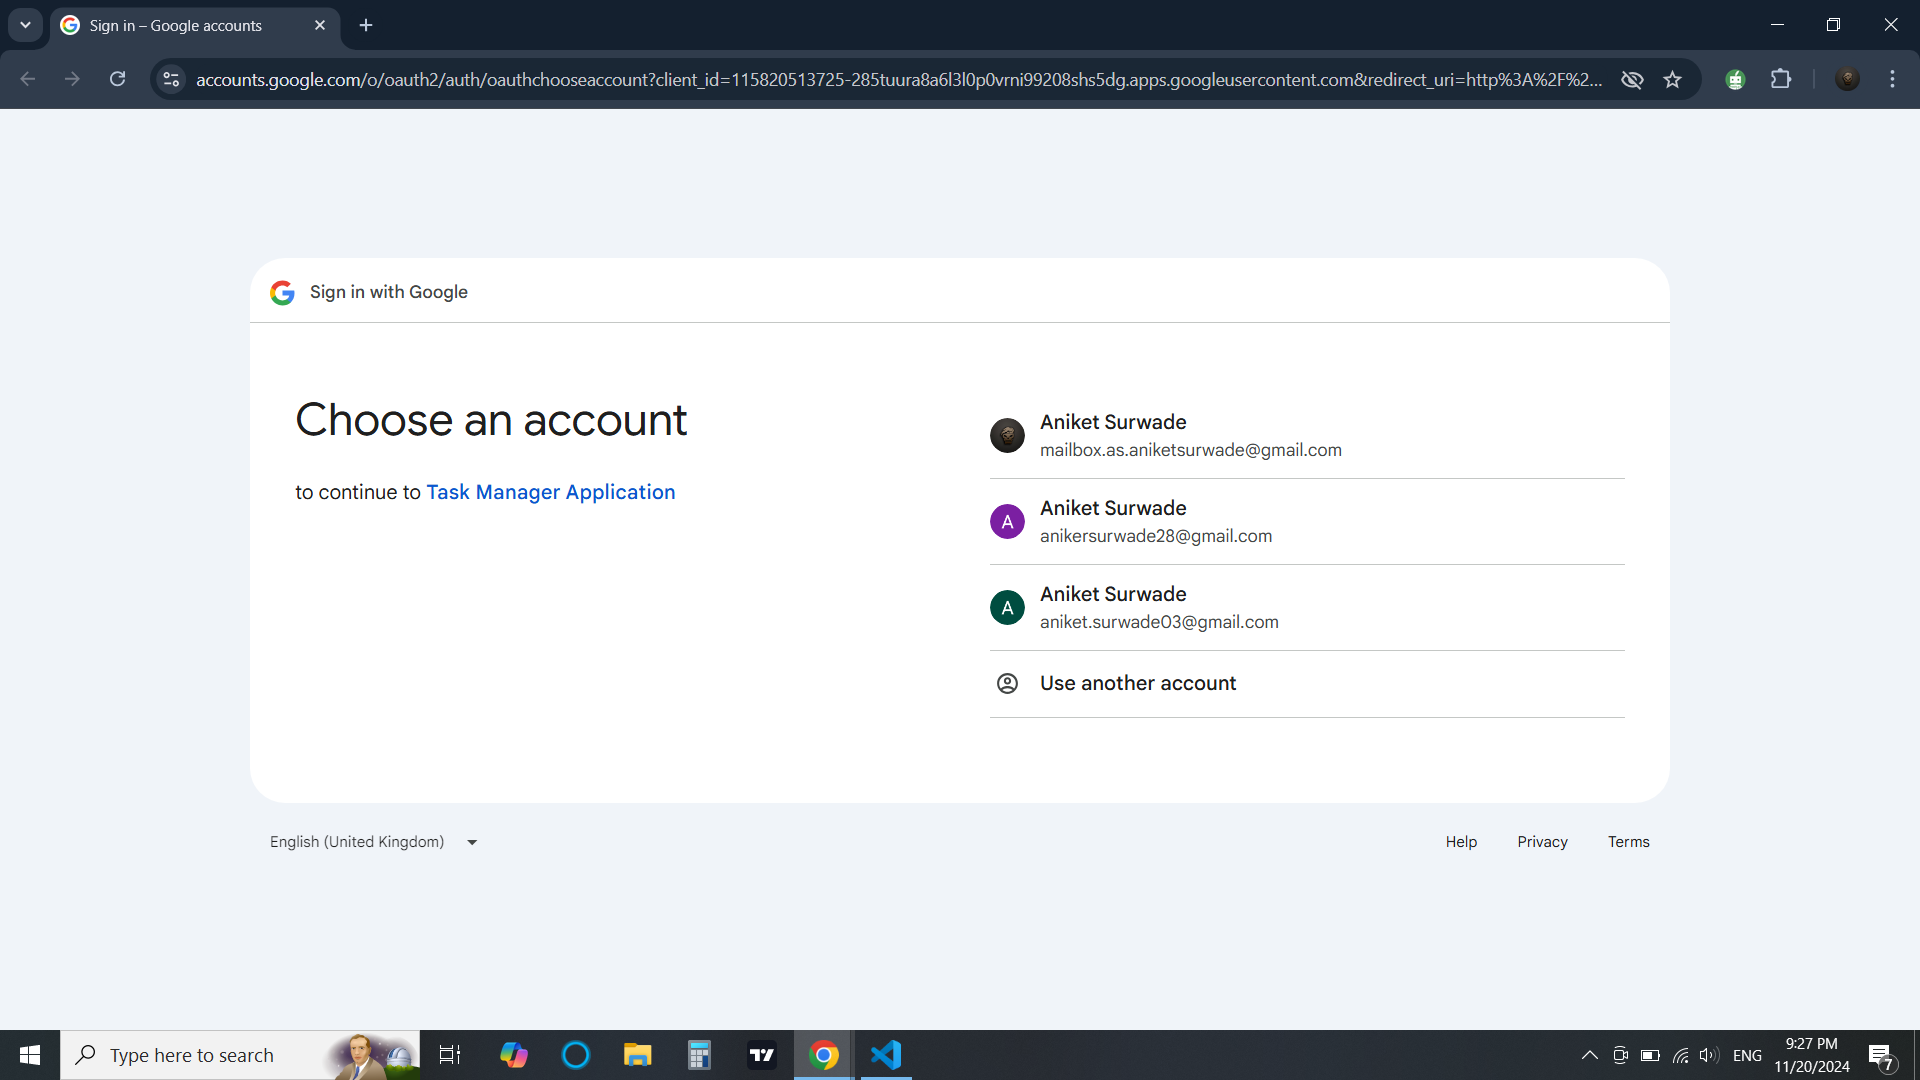 Sign in – Google accounts
accounts.google.com/o/oauth2/auth/oauthchooseaccount?client_id=115820513725-285tuura8a6l3l0p0vrni99208shs5dg.apps.googleusercontent.com&redirect_uri=http%3A%2F%2...
Sign in with Google
Choose an account
to continue to Task Manager Application
Aniket Surwade
mailbox.as.aniketsurwade@gmail.com
A
Aniket Surwade
anikersurwade28@gmail.com
A
Aniket Surwade
aniket.surwade03@gmail.com
Use another account
English (United Kingdom)
Help
Privacy
Terms
Type here to search
ENG
9:27 PM
11/20/2024
7